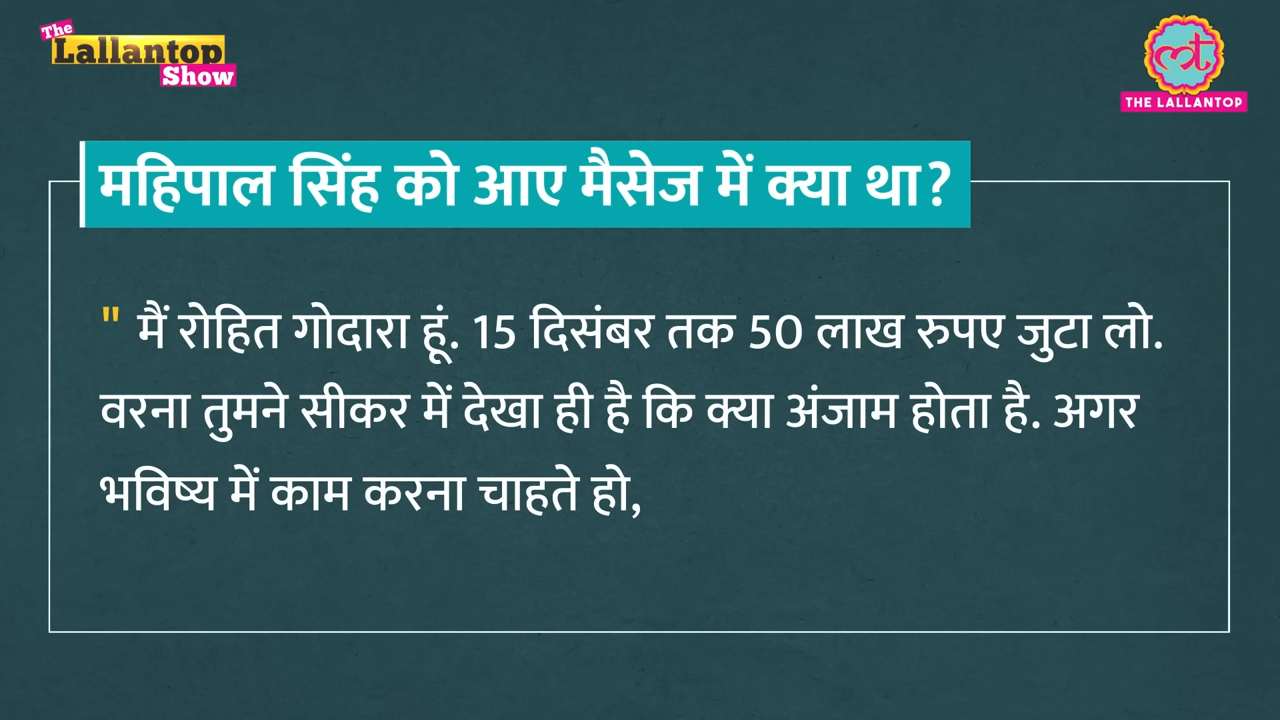 The
Lallantop
Show
THE LALLANTOP
महिपाल सिंह को आए मैसेज में क्या था?
" मैं रोहित गोदारा हूं. 15 दिसंबर तक 50 लाख रुपए जुटा लो.
वरना तुमने सीकर में देखा ही है कि क्या अंजाम होता है. अगर
भविष्य में काम करना चाहते हो,